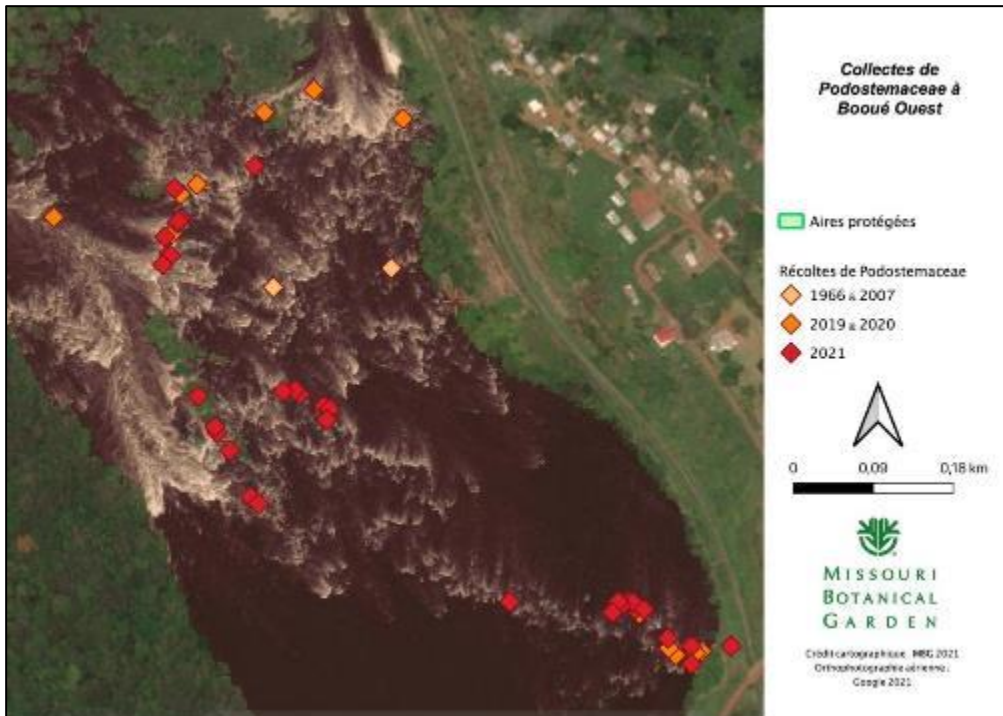 Collectes de
Podostemaceae à
Booué Ouest
Aires protégées
Récoltes de Podostemaceae
1966 à 2007
2019 à 2020
2021
0 0,09 0,18 km
MISSOURI
BOTANICAL
GARDEN
Crédit cartographique : MBG 2021
Orthophotographie aérienne :
Google 2021